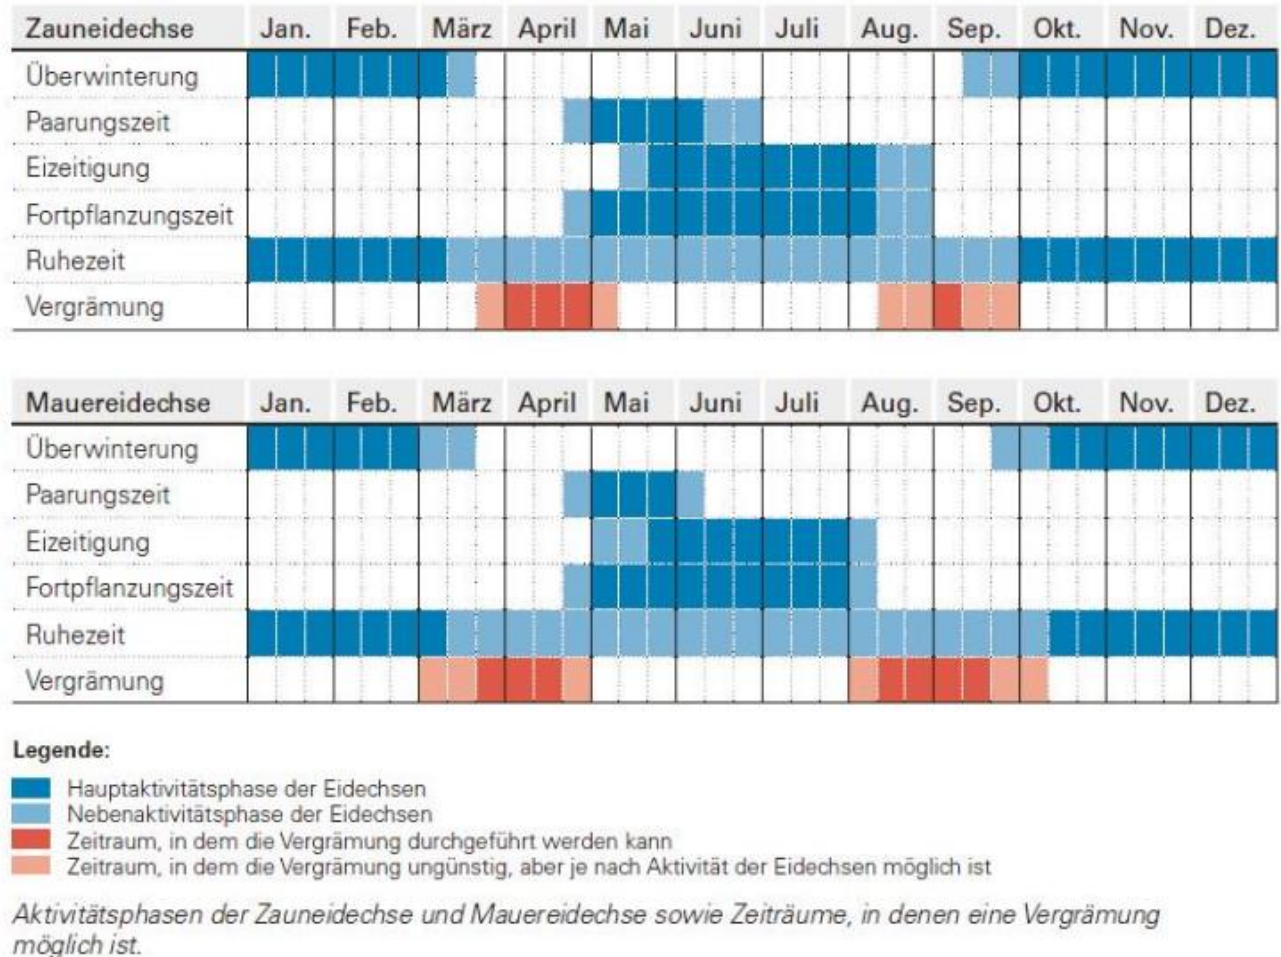 Zauneidechse Jan. Feb. März April Mai Juni Juli Aug. Sep. Okt. Nov. Dez.
Überwinterung
Paarungszeit
Eizeitigung
Fortpflanzungszeit
Ruhezeit
Vergrämung
Mauereidechse Jan. Feb. März April Mai Juni Juli Aug. Sep. Okt. Nov. Dez.
Überwinterung
Paarungszeit
Eizeitigung
Fortpflanzungszeit
Ruhezeit
Vergrämung
Legende:
Hauptaktivitätsphase der Eidechsen
Nebenaktivitätsphase der Eidechsen
Zeitraum, in dem die Vergrämung durchgeführt werden kann
Zeitraum, in dem die Vergrämung ungünstig, aber je nach Aktivität der Eidechsen möglich ist
Aktivitätsphasen der Zauneidechse und Mauereidechse sowie Zeiträume, in denen eine Vergrämung
möglich ist.